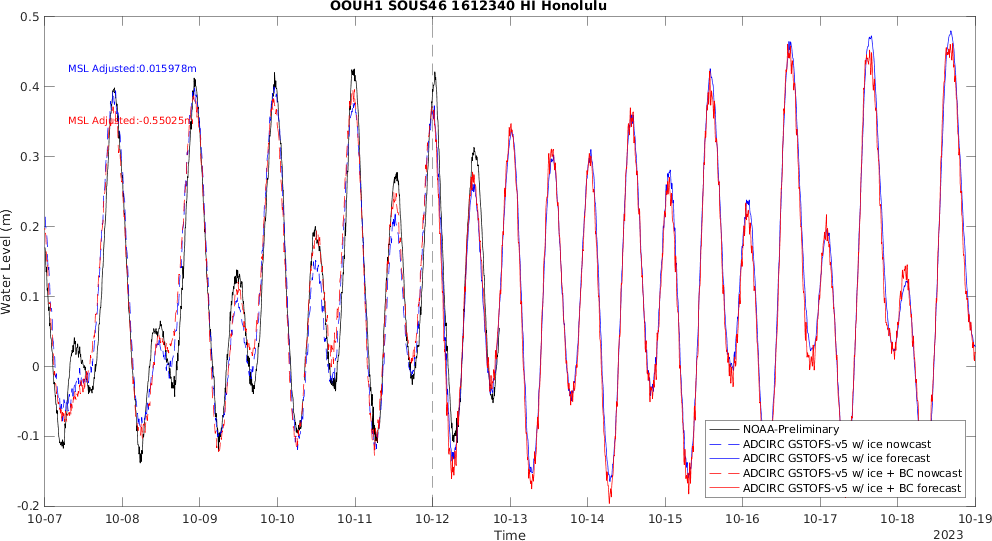 OOUH1 SOUS46 1612340 HI Honolulu
0.5
0.4
0.3
0.2
0.1
0
-0.1
-0.2
Water Level (m)
MSL Adjusted:0.015978m
MSL Adjusted:-0.55025m
NOAA-Preliminary
ADCIRC GSTOFS-v5 w/ ice nowcast
ADCIRC GSTOFS-v5 w/ ice forecast
ADCIRC GSTOFS-v5 w/ ice + BC nowcast
ADCIRC GSTOFS-v5 w/ ice + BC forecast
10-07 10-08 10-09 10-10 10-11 10-12 10-13 10-14 10-15 10-16 10-17 10-18 10-19
Time
2023